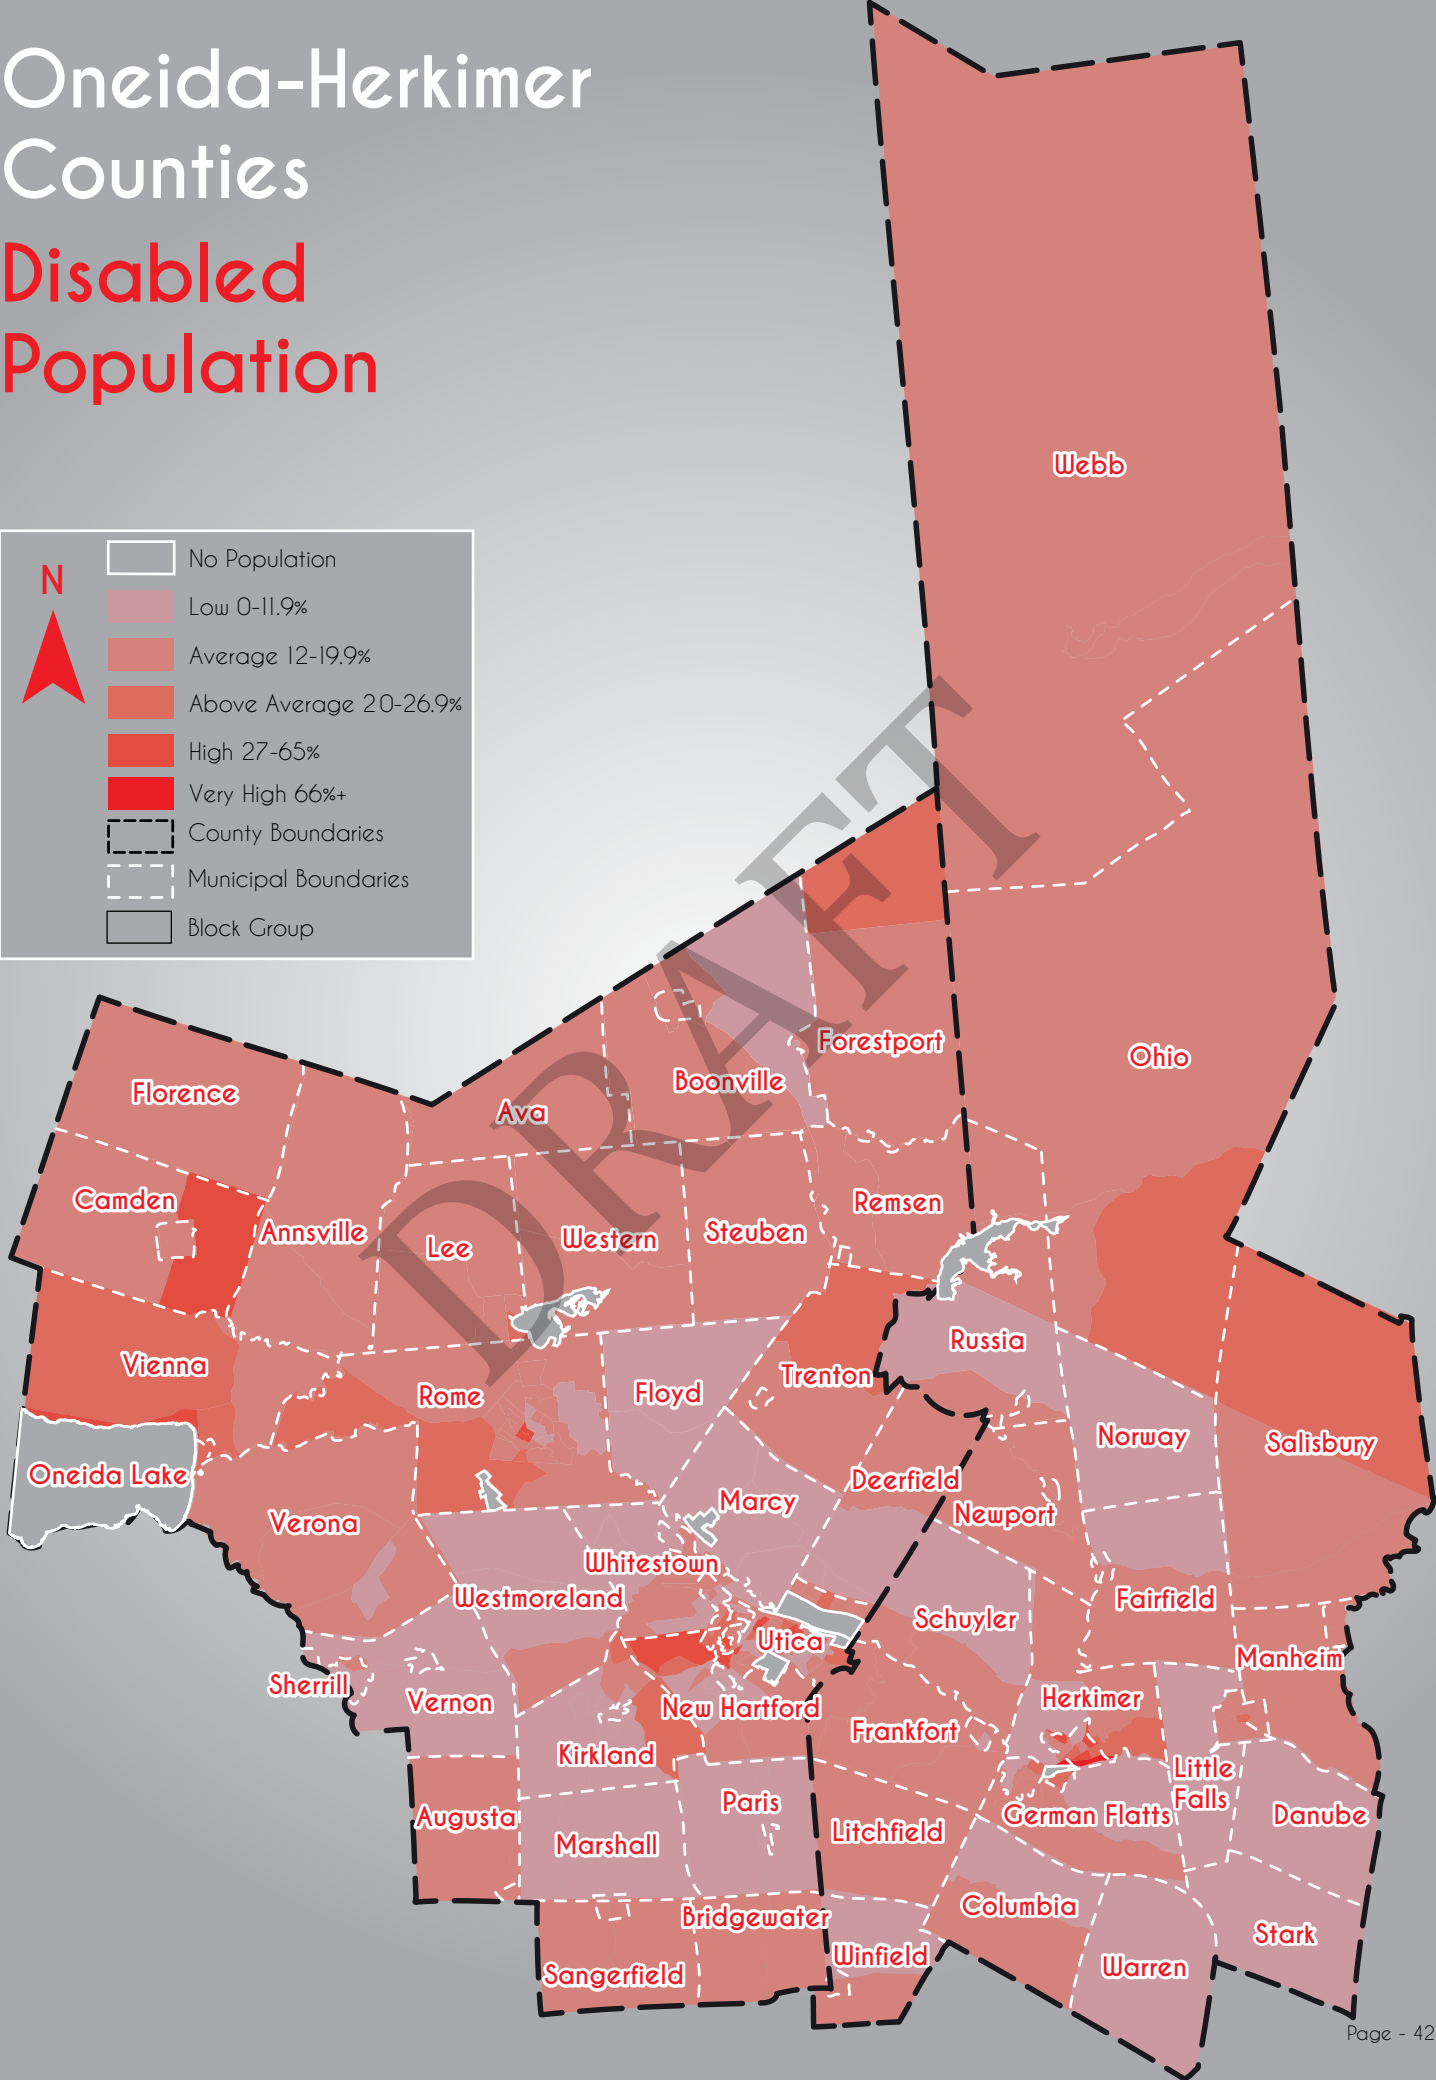 Oneida-Herkimer
Counties
Disabled
Population
N
No Population
Low 0-11.9%
Average 12-19.9%
Above Average 20-26.9%
High 27-65%
Very High 66%+
County Boundaries
Municipal Boundaries
Block Group
DRAFT
Webb
Ohio
Forestport
Boonville
Florence
Ava
Camden
Annsville
Lee
Western
Steuben
Remsen
Vienna
Rome
Floyd
Trenton
Russia
Norway
Salisbury
Oneida Lake
Verona
Marcy
Deerfield
Newport
Whitestown
Westmoreland
Fairfield
Schuyler
Utica
Manheim
Sherrill
Vernon
New Hartford
Herkimer
Frankfort
Kirkland
Little
Falls
Paris
Augusta
Marshall
Litchfield
German Flatts
Danube
Bridgewater
Columbia
Stark
Winfield
Warren
Sangerfield
Page - 42